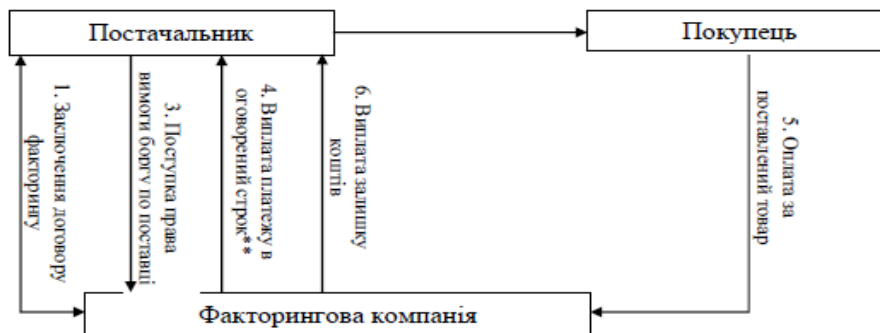 Постачальник
Покупець
1. Заключення договору
факторингу
3. Поступка права
вимоги боргу по поставці
4. Виплата платежу в
оговорений строк**
6. Виплата залишку
коштів
5. Оплата за
поставлений товар
Факторингова компанія